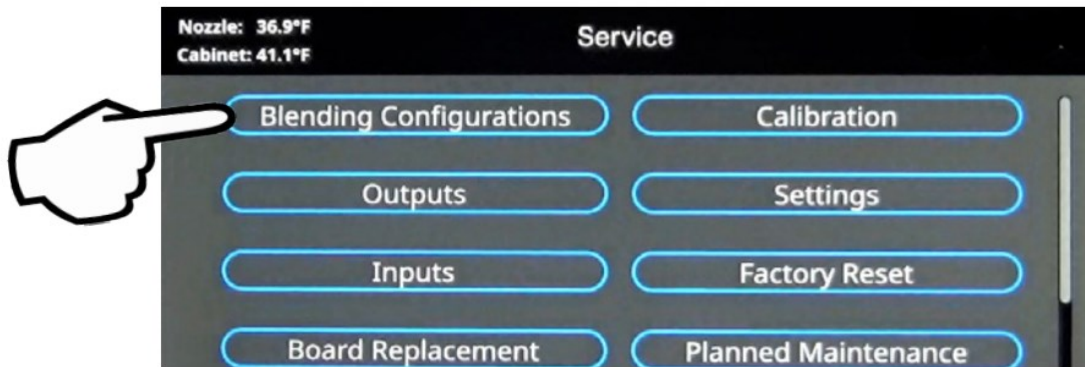 Nozzle: 36.9°F
Service
Cabinet: 41.1°F
Blending Configurations
Calibration
Outputs
Settings
Inputs
Factory Reset
Board Replacement
Planned Maintenance